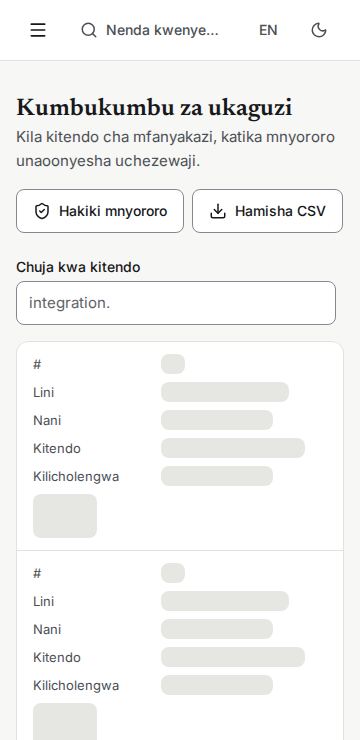 Nenda kwenye...
EN
Kumbukumbu za ukaguzi
Kila kitendo cha mfanyakazi, katika mnyororo
unaoonyesha uchezewaji.
Hakiki mnyororo
Hamisha CSV
Chuja kwa kitendo
integration.
#
Lini
Nani
Kitendo
Kilicholengwa
#
Lini
Nani
Kitendo
Kilicholengwa